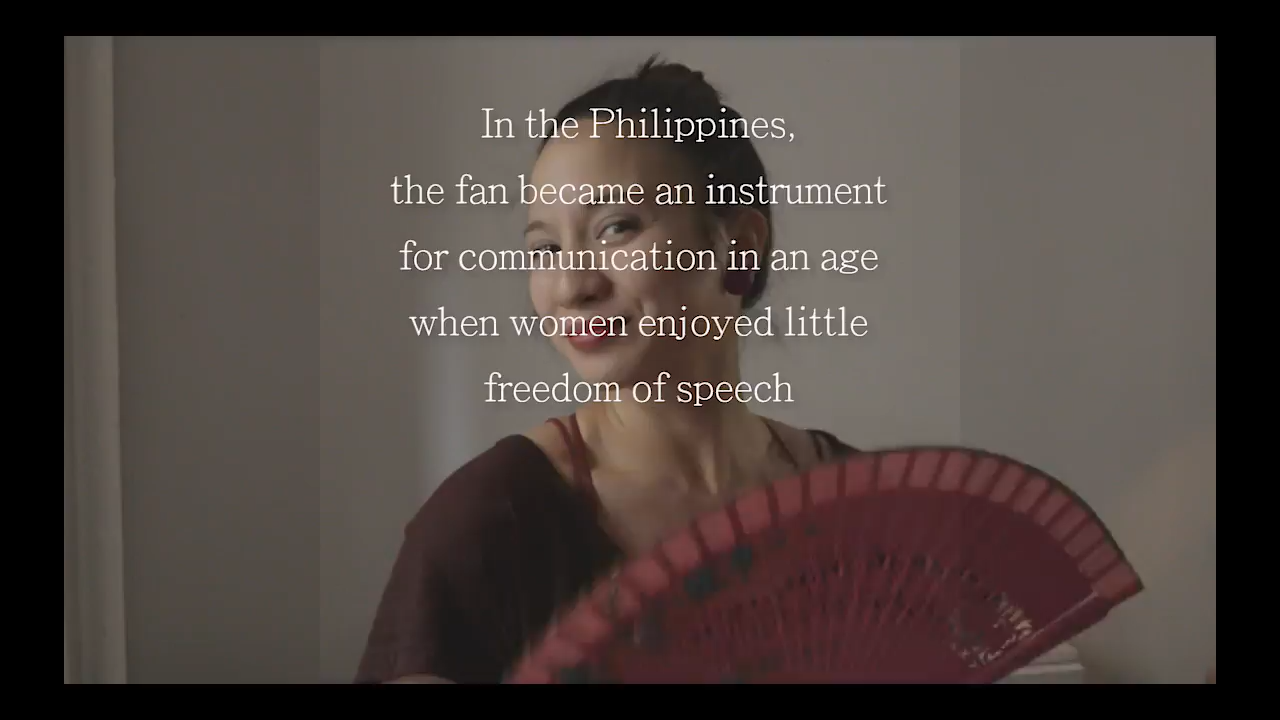 In the Philippines,
the fan became an instrument
for communication in an age
when women enjoyed little
freedom of speech